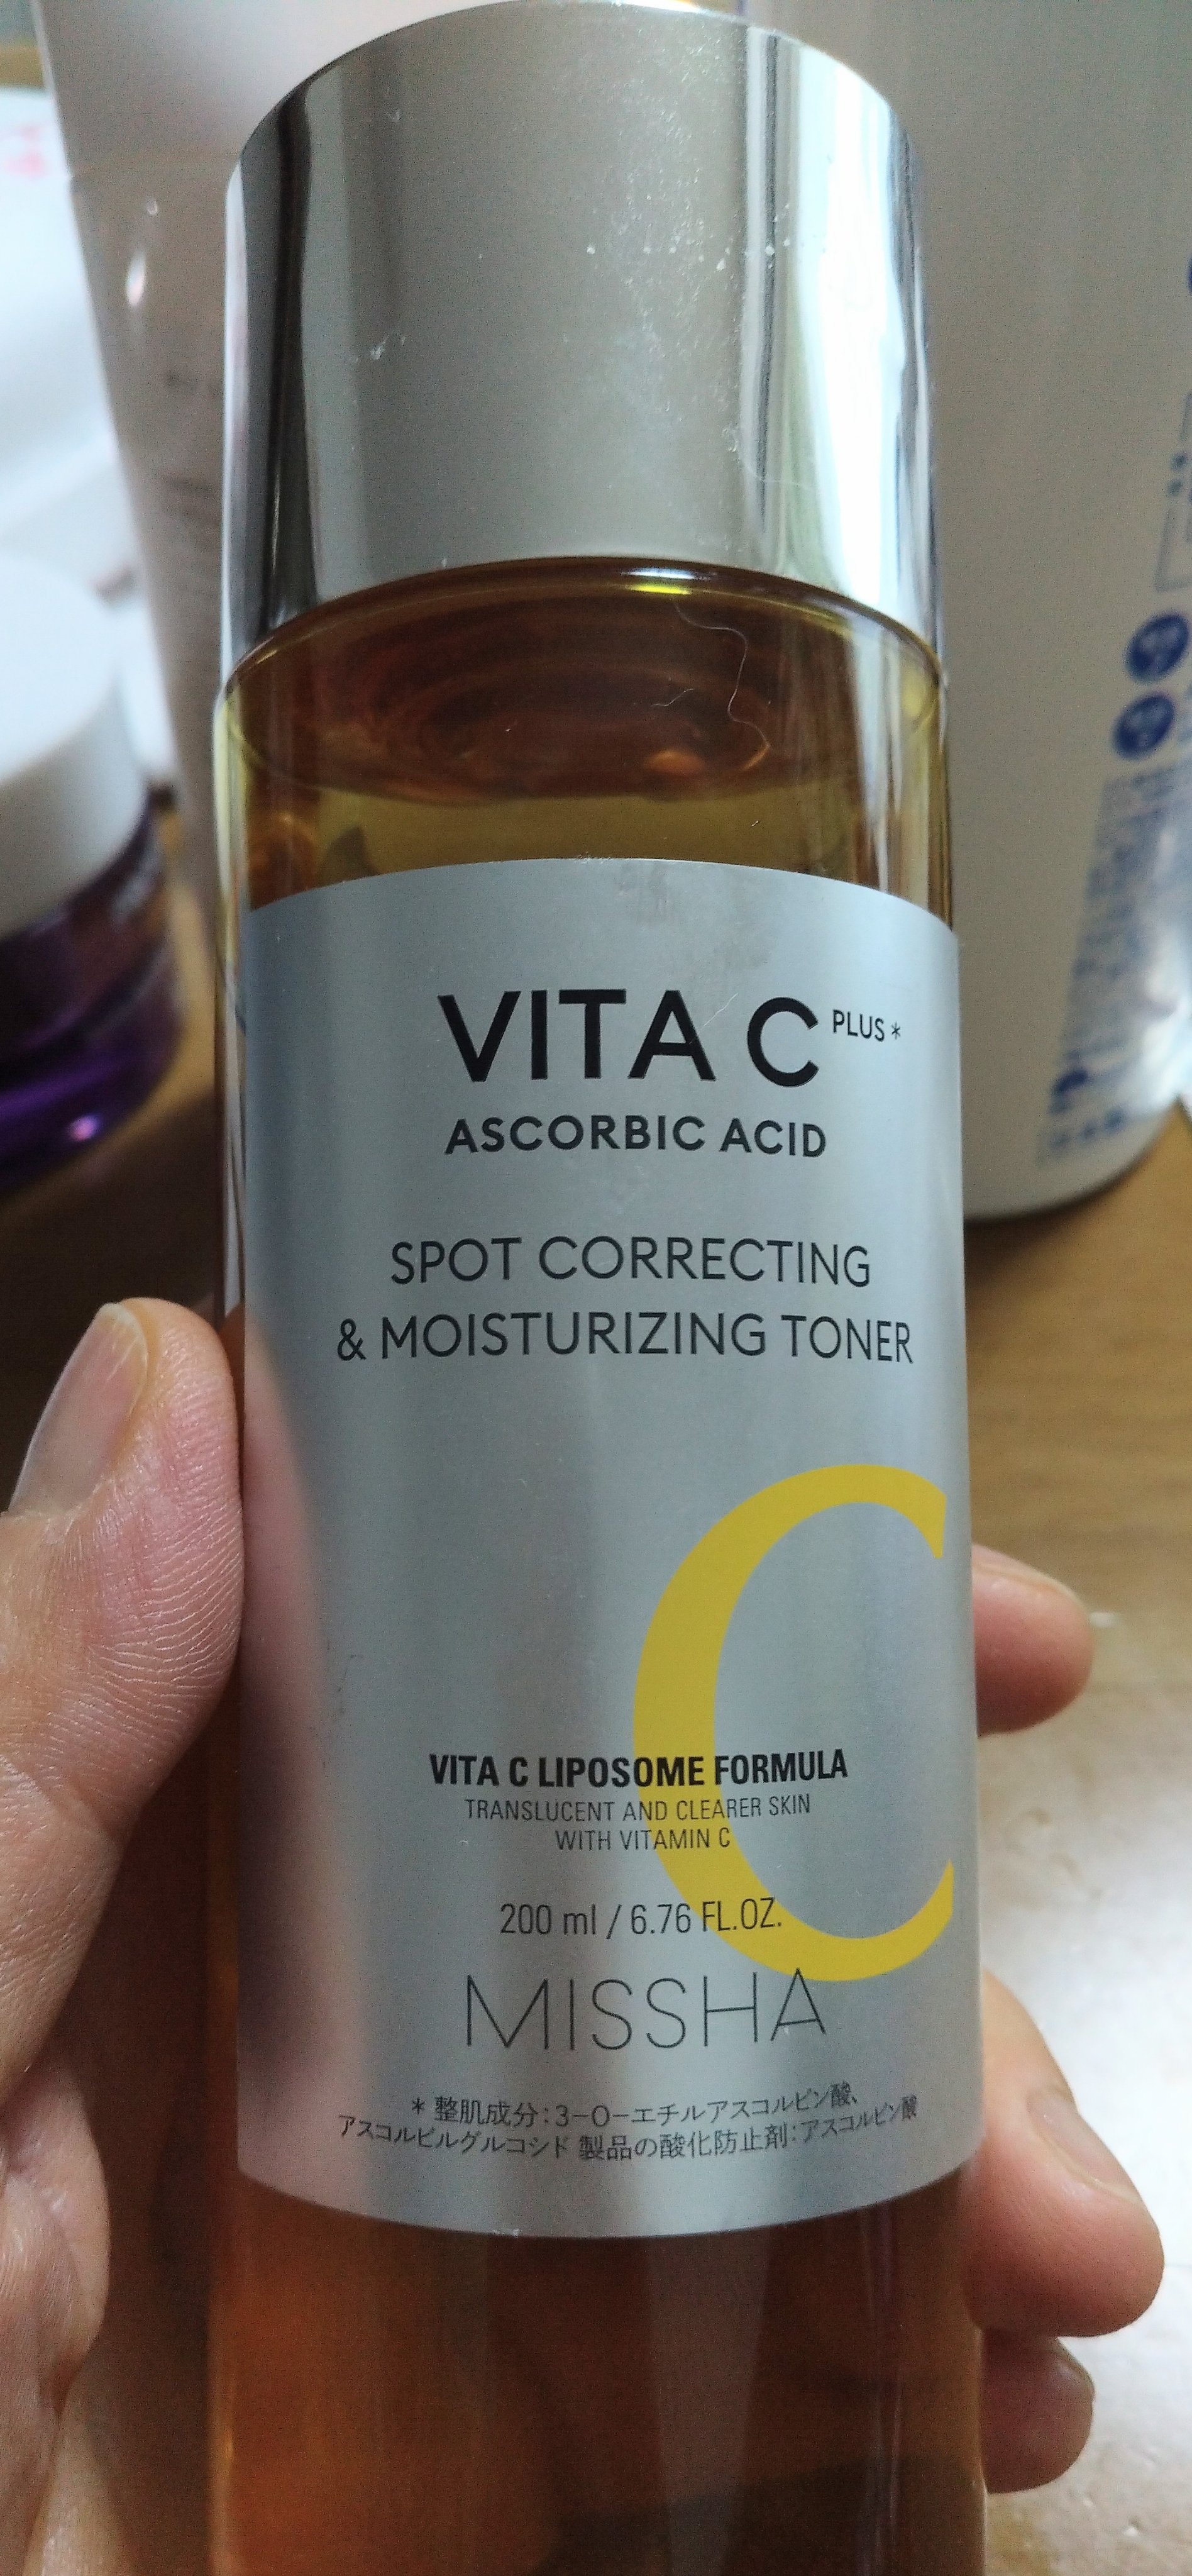 VITA C PLUS*
ASCORBIC ACID
SPOT CORRECTING
& MOISTURIZING TONER
C
VITA C LIPOSOME FORMULA
TRANSLUCENT AND CLEARER SKIN
WITH VITAMIN C
200 ml / 6.76 FL.OZ.
MISSHA
* 整肌成分:3-O-エチルアスコルビン酸、
アスコルビルグルコシド 製品の酸化防止剤:アスコルビン酸